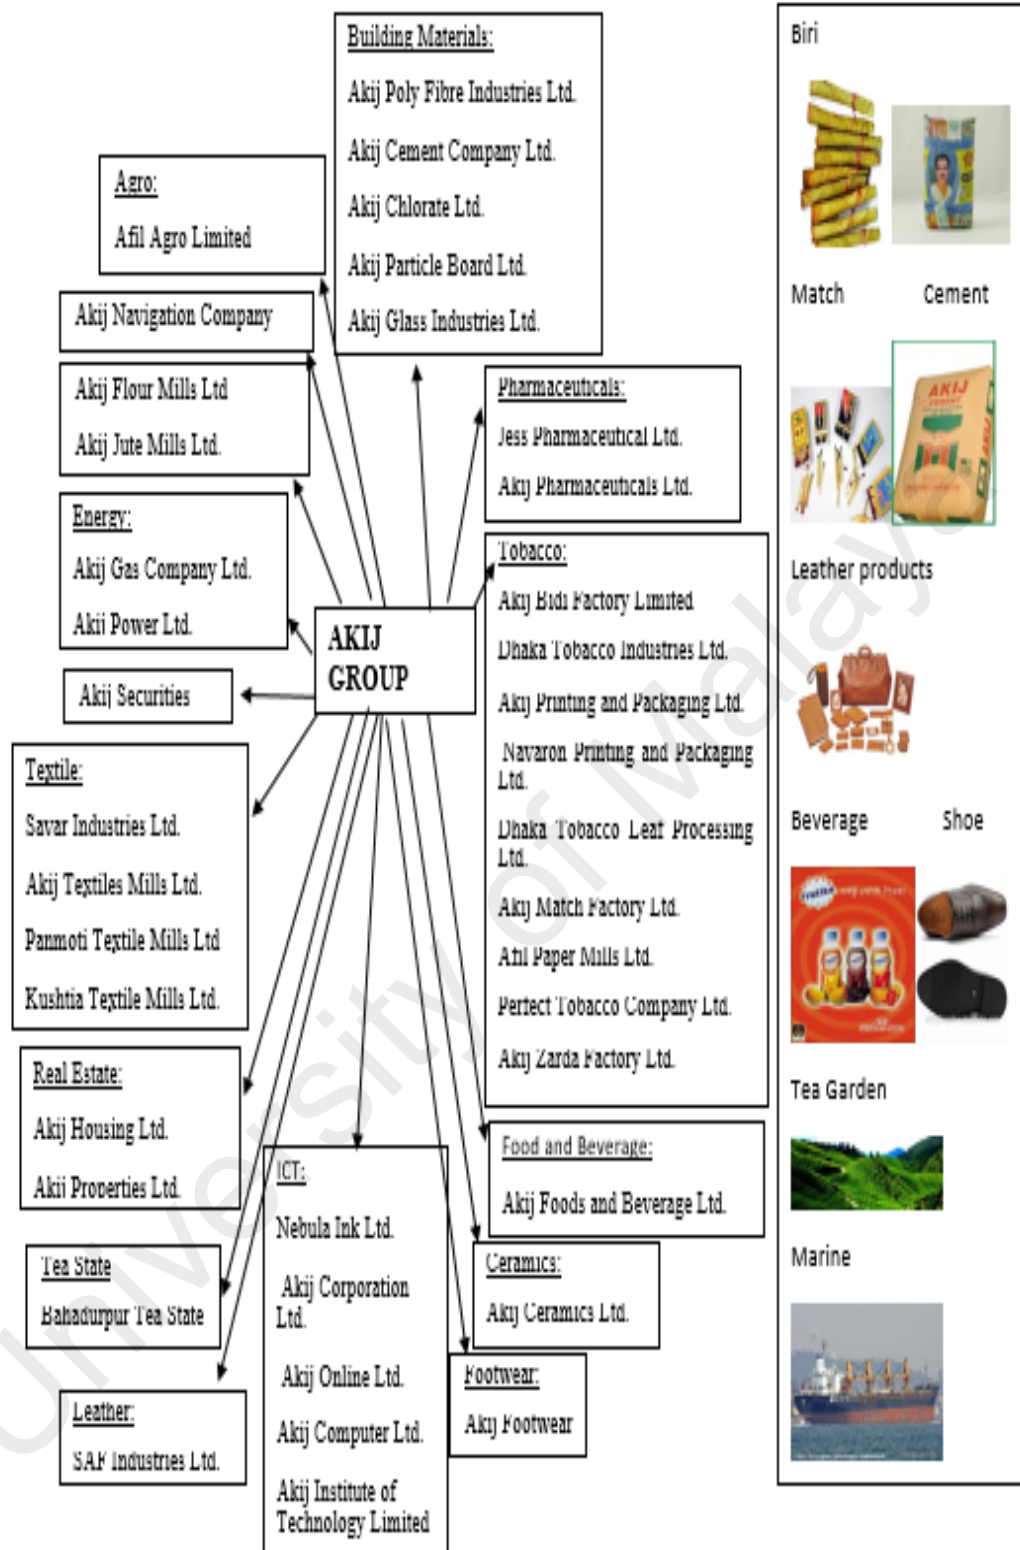 Building Materials:
Akij Poly Fibre Industries Ltd.
Akij Cement Company Ltd.
Akij Chlorate Ltd.
Akij Particle Board Ltd.
Akij Glass Industries Ltd.
Agro:
Afil Agro Limited
Akij Navigation Company
Akij Flour Mills Ltd
Akij Jute Mills Ltd.
Energy:
Akij Gas Company Ltd.
Akij Power Ltd.
Akij Securities
Textile:
Savar Industries Ltd.
Akij Textiles Mills Ltd.
Panmoti Textile Mills Ltd
Kushtia Textile Mills Ltd.
Real Estate:
Akij Housing Ltd.
Akij Properties Ltd.
Tea State
Bahadurpur Tea State
Leather:
SAF Industries Ltd.
AKIJ
GROUP
Pharmaceuticals:
Jess Pharmaceutical Ltd.
Akij Pharmaceuticals Ltd.
Tobacco:
Akij Bidi Factory Limited
Dhaka Tobacco Industries Ltd.
Akij Printing and Packaging Ltd.
Navaron Printing and Packaging
Ltd.
Dhaka Tobacco Leaf Processing
Ltd.
Akij Match Factory Ltd.
Afil Paper Mills Ltd.
Perfect Tobacco Company Ltd.
Akij Zarda Factory Ltd.
Food and Beverage:
Akij Foods and Beverage Ltd.
Ceramics:
Akij Ceramics Ltd.
Footwear:
Akij Footwear
ICT:
Nebula Ink Ltd.
Akij Corporation
Ltd.
Akij Online Ltd.
Akij Computer Ltd.
Akij Institute of
Technology Limited
Biri
Match Cement
AKIJ
CEMENT
Leather products
Beverage Shoe
Tea Garden
Marine
University of Malaya